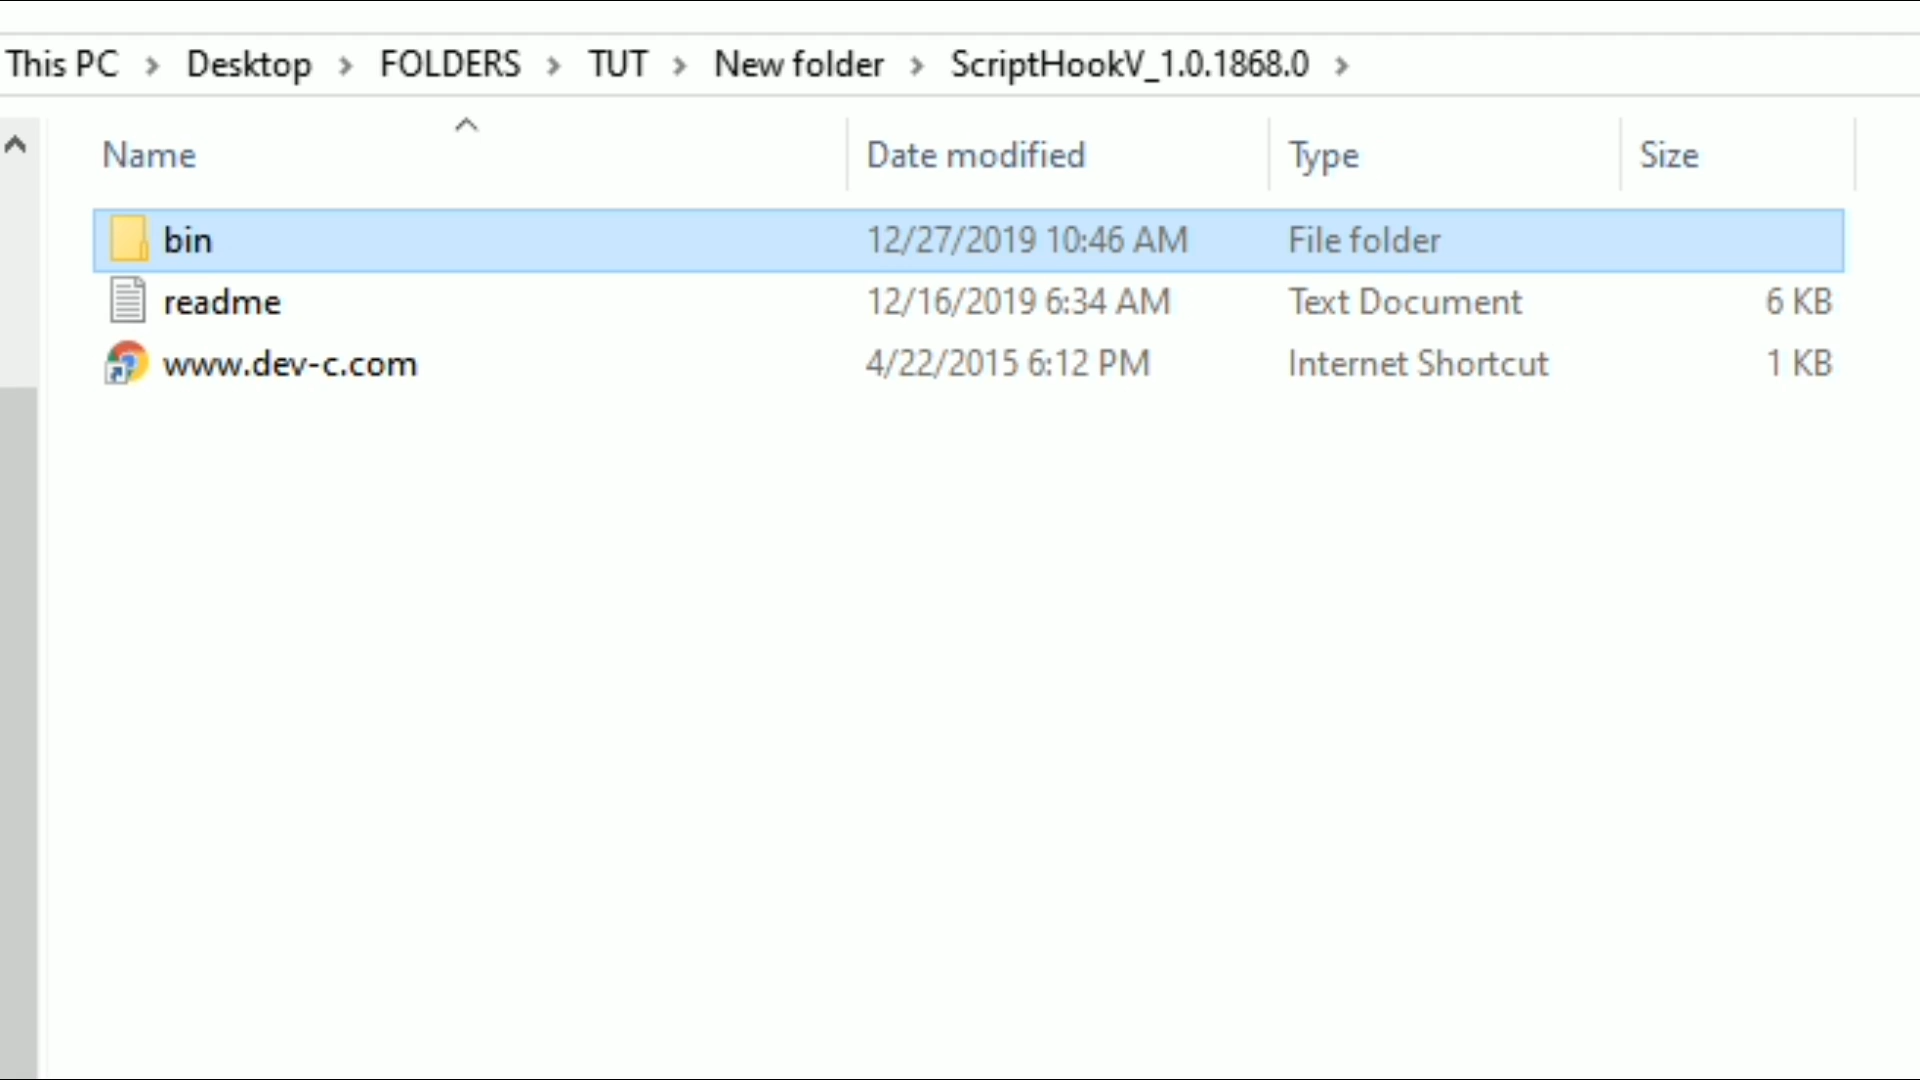 This PC > Desktop > FOLDERS > TUT > New folder > ScriptHookV_1.0.1868.0 >
Name Date modified Type Size
bin 12/27/2019 10:46 AM File folder
readme 12/16/2019 6:34 AM Text Document 6 KB
www.dev-c.com 4/22/2015 6:12 PM Internet Shortcut 1 KB